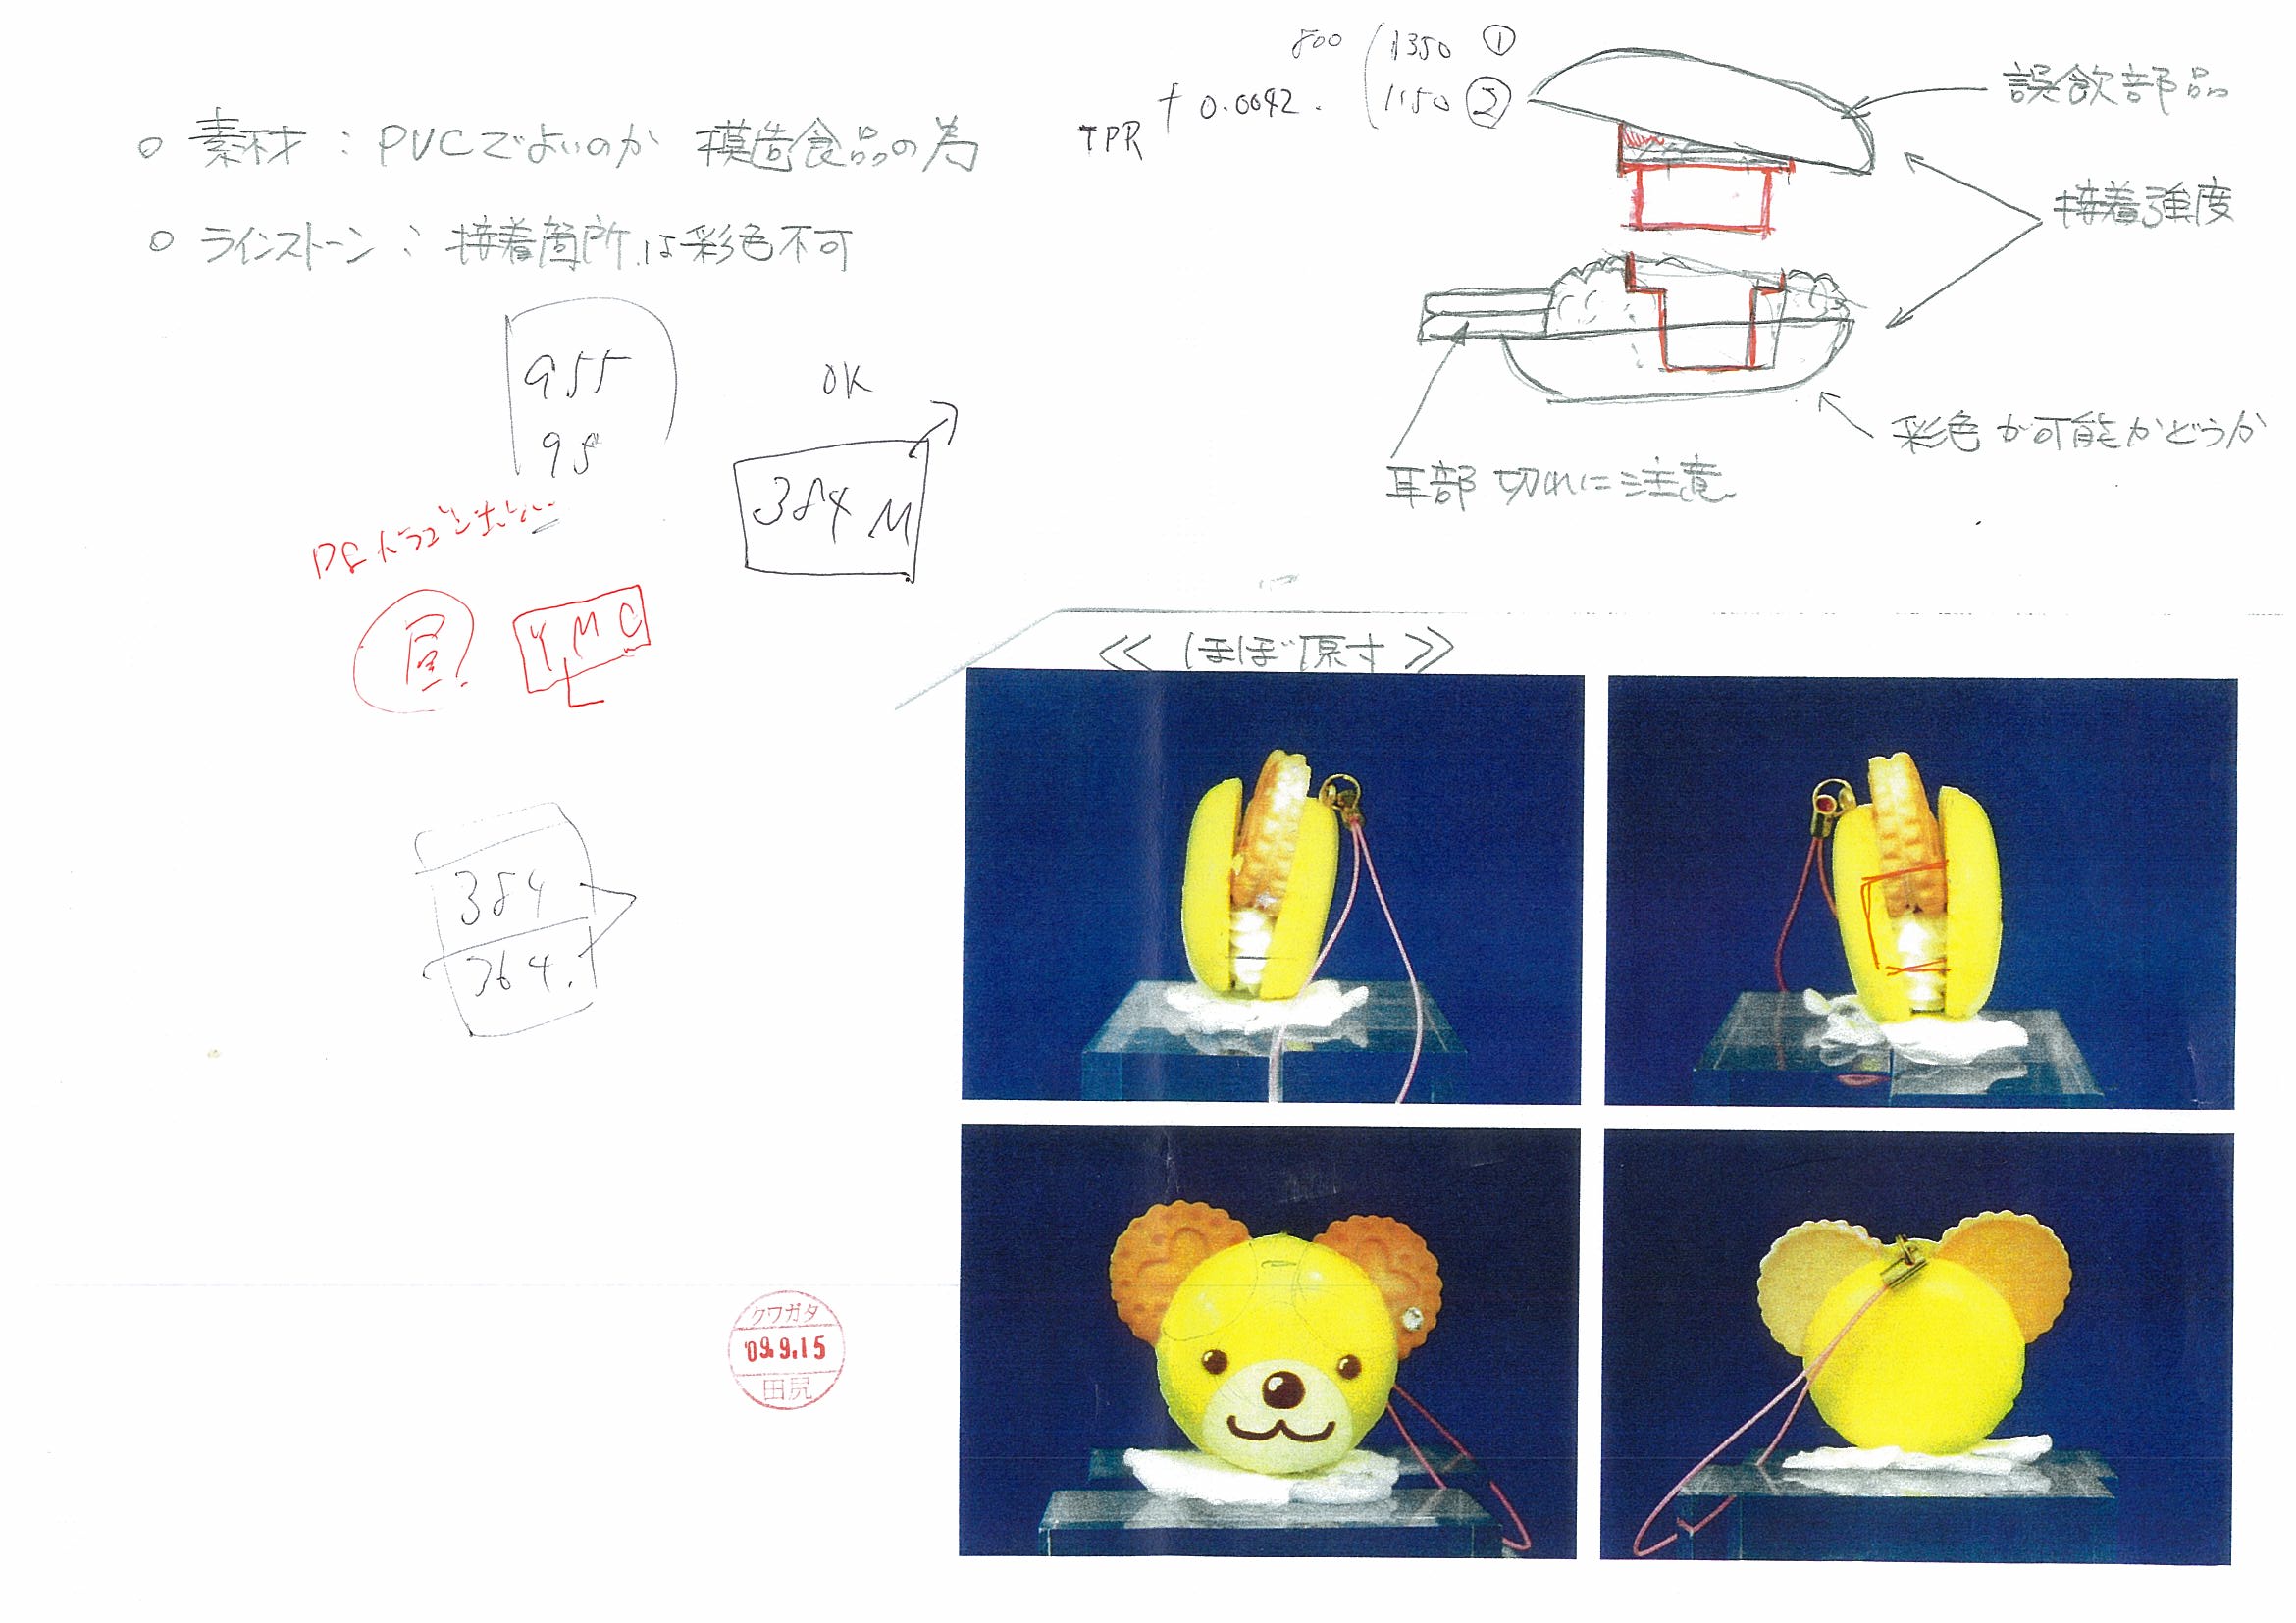 800 1350 ①
TPR + 0.0042. 1150 ②
誤飲部品
○ 素材：PVCでよいのか 模造食品の為
接着強度
○ ラインストーン：接着箇所は彩色不可
955
95
OK
384 M
彩色が可能かどうか
耳部 切れに注意
YMC
≪ ほぼ原寸 ≫
384
364.
クワガタ
'09.9.15
田尻